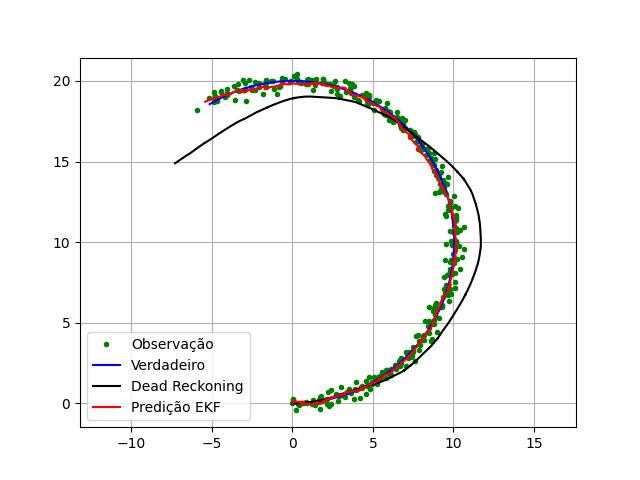 20
15
10
5
0
Observação
Verdadeiro
Dead Reckoning
Predição EKF
−10 −5 0 5 10 15